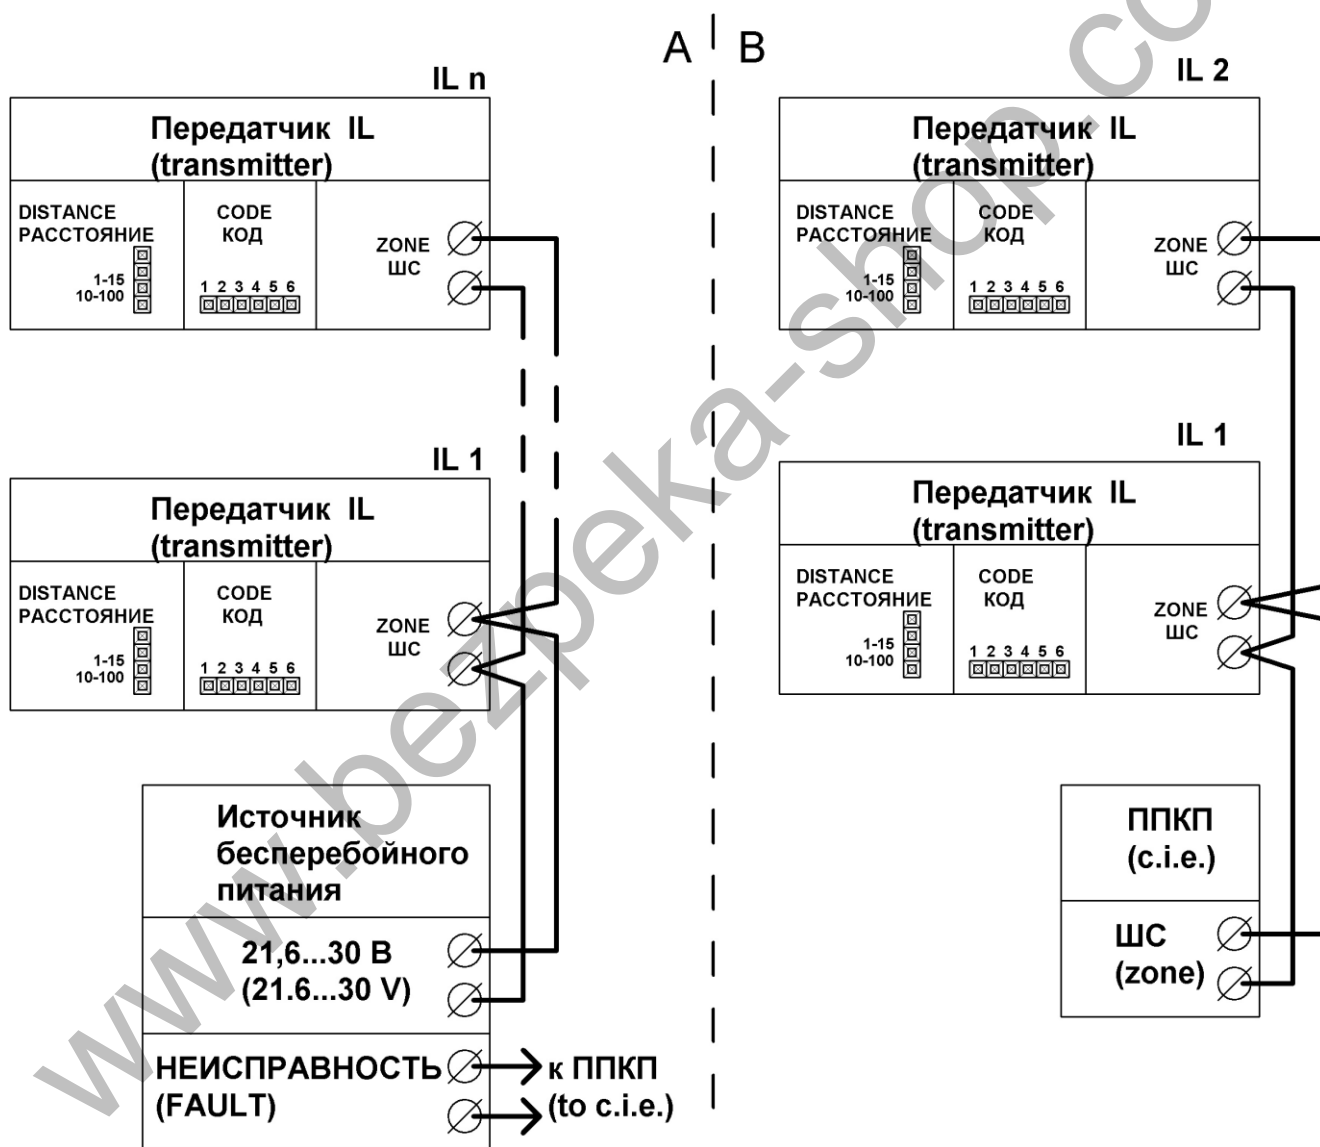 A B
IL n
Передатчик IL
(transmitter)
DISTANCE
РАССТОЯНИЕ
1-15
10-100
CODE
КОД
1 2 3 4 5 6
ZONE
ШС
IL 1
Передатчик IL
(transmitter)
DISTANCE
РАССТОЯНИЕ
1-15
10-100
CODE
КОД
1 2 3 4 5 6
ZONE
ШС
Источник
бесперебойного
питания
21,6...30 В
(21.6...30 V)
НЕИСПРАВНОСТЬ
(FAULT)
к ППКП
(to c.i.e.)
IL 2
Передатчик IL
(transmitter)
DISTANCE
РАССТОЯНИЕ
1-15
10-100
CODE
КОД
1 2 3 4 5 6
ZONE
ШС
IL 1
Передатчик IL
(transmitter)
DISTANCE
РАССТОЯНИЕ
1-15
10-100
CODE
КОД
1 2 3 4 5 6
ZONE
ШС
ППКП
(c.i.e.)
ШС
(zone)
www.bezpeka-shop.co